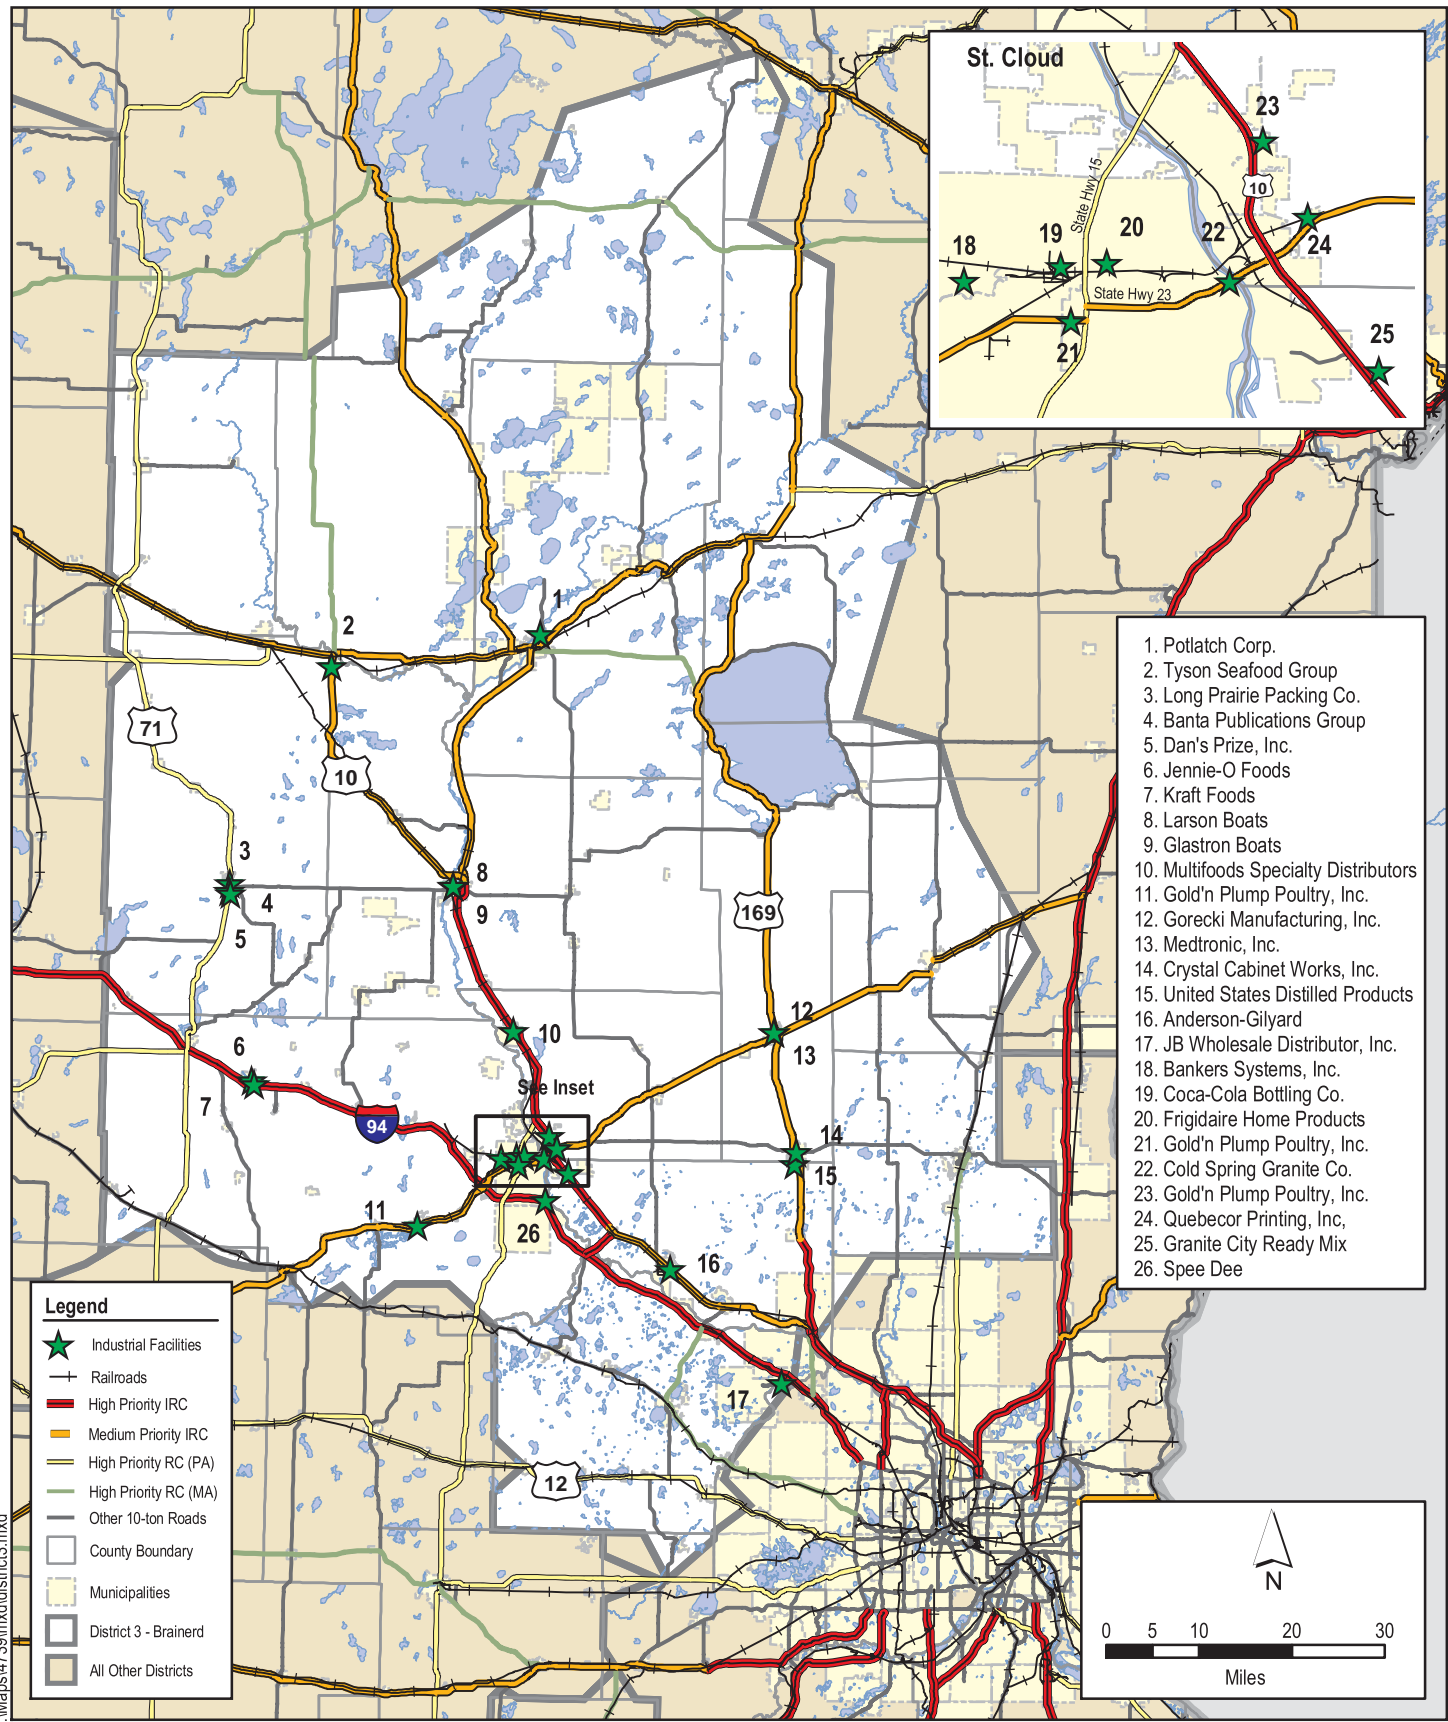 St. Cloud
23
10
State Hwy 15
18
19
20
22
24
State Hwy 23
21
25
1
2
71
10
3
4
5
8
9
169
6
7
94
10
See Inset
12
13
14
15
11
26
16
17
12
1. Potlatch Corp.
2. Tyson Seafood Group
3. Long Prairie Packing Co.
4. Banta Publications Group
5. Dan's Prize, Inc.
6. Jennie-O Foods
7. Kraft Foods
8. Larson Boats
9. Glastron Boats
10. Multifoods Specialty Distributors
11. Gold'n Plump Poultry, Inc.
12. Gorecki Manufacturing, Inc.
13. Medtronic, Inc.
14. Crystal Cabinet Works, Inc.
15. United States Distilled Products
16. Anderson-Gilyard
17. JB Wholesale Distributor, Inc.
18. Bankers Systems, Inc.
19. Coca-Cola Bottling Co.
20. Frigidaire Home Products
21. Gold'n Plump Poultry, Inc.
22. Cold Spring Granite Co.
23. Gold'n Plump Poultry, Inc.
24. Quebecor Printing, Inc,
25. Granite City Ready Mix
26. Spee Dee
Legend
Industrial Facilities
Railroads
High Priority IRC
Medium Priority IRC
High Priority RC (PA)
High Priority RC (MA)
Other 10-ton Roads
County Boundary
Municipalities
District 3 - Brainerd
All Other Districts
N
0 5 10 20 30
Miles